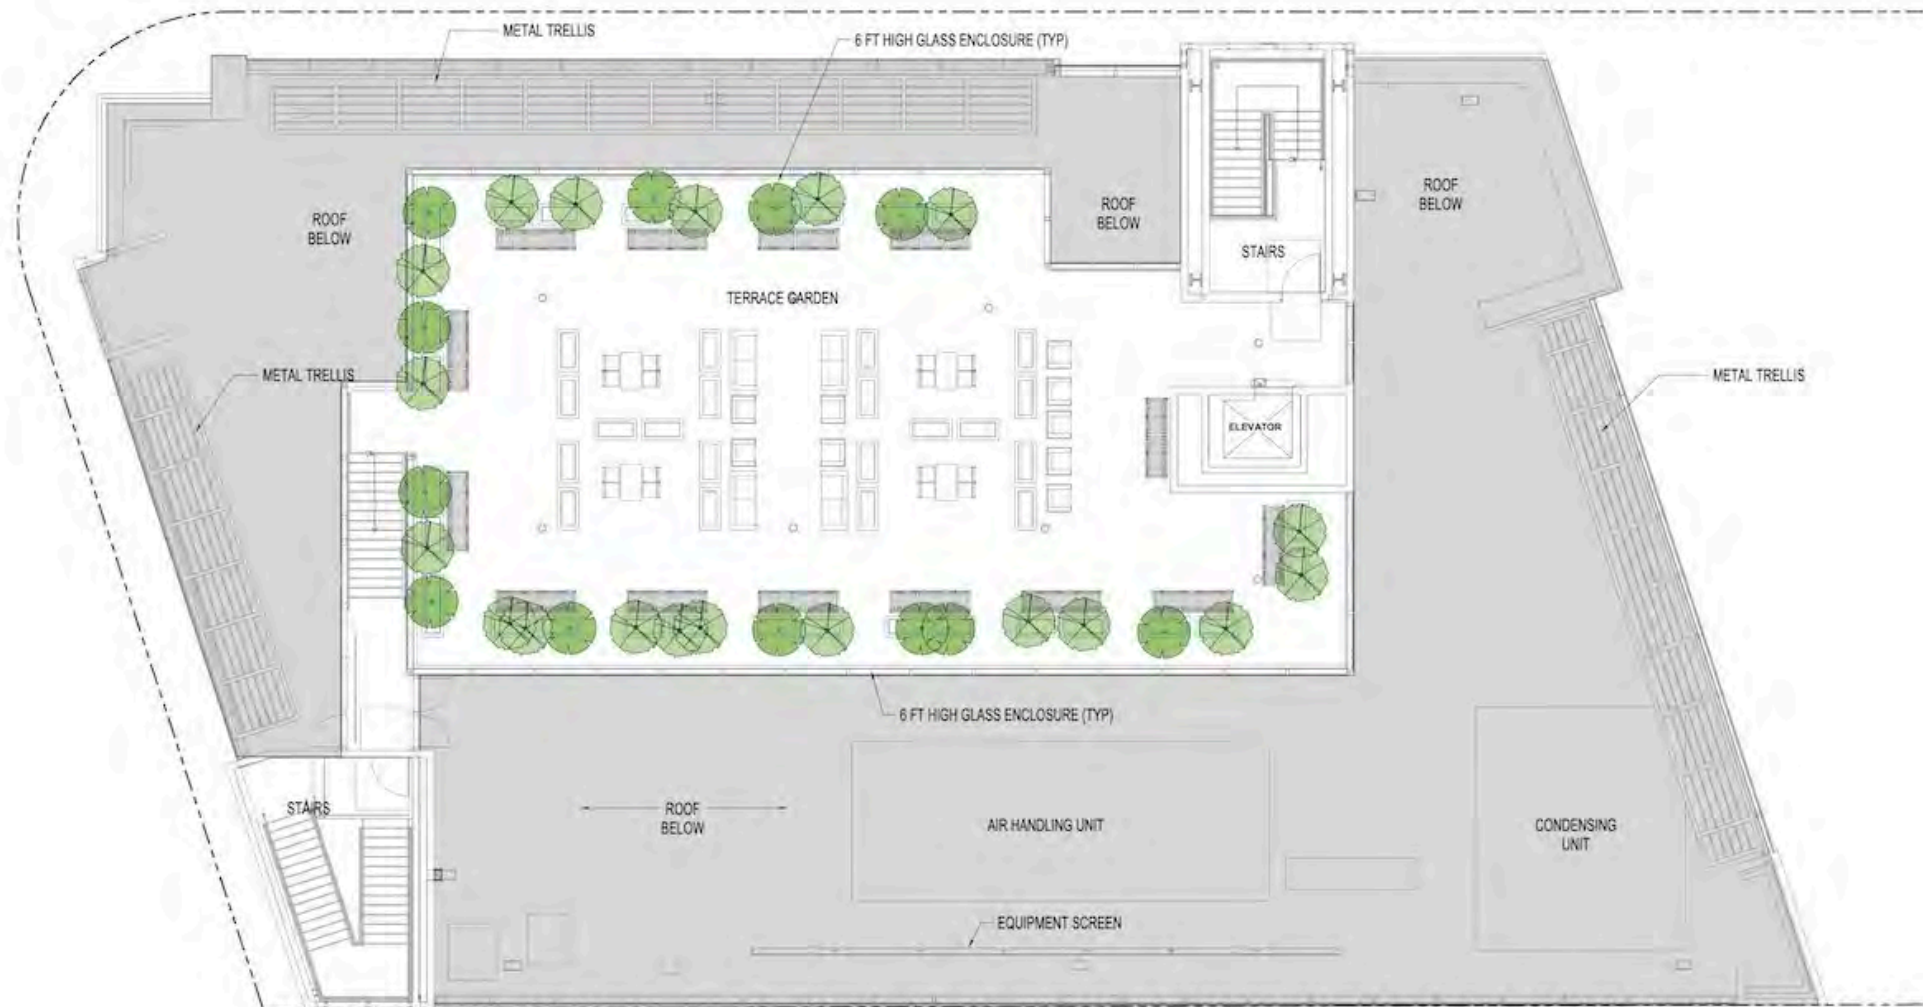 METAL TRELLIS
6 FT HIGH GLASS ENCLOSURE (TYP)
ROOF
BELOW
ROOF
BELOW
ROOF
BELOW
STAIRS
TERRACE GARDEN
METAL TRELLIS
METAL TRELLIS
ELEVATOR
6 FT HIGH GLASS ENCLOSURE (TYP)
STAIRS
ROOF
BELOW
AIR HANDLING UNIT
CONDENSING
UNIT
EQUIPMENT SCREEN